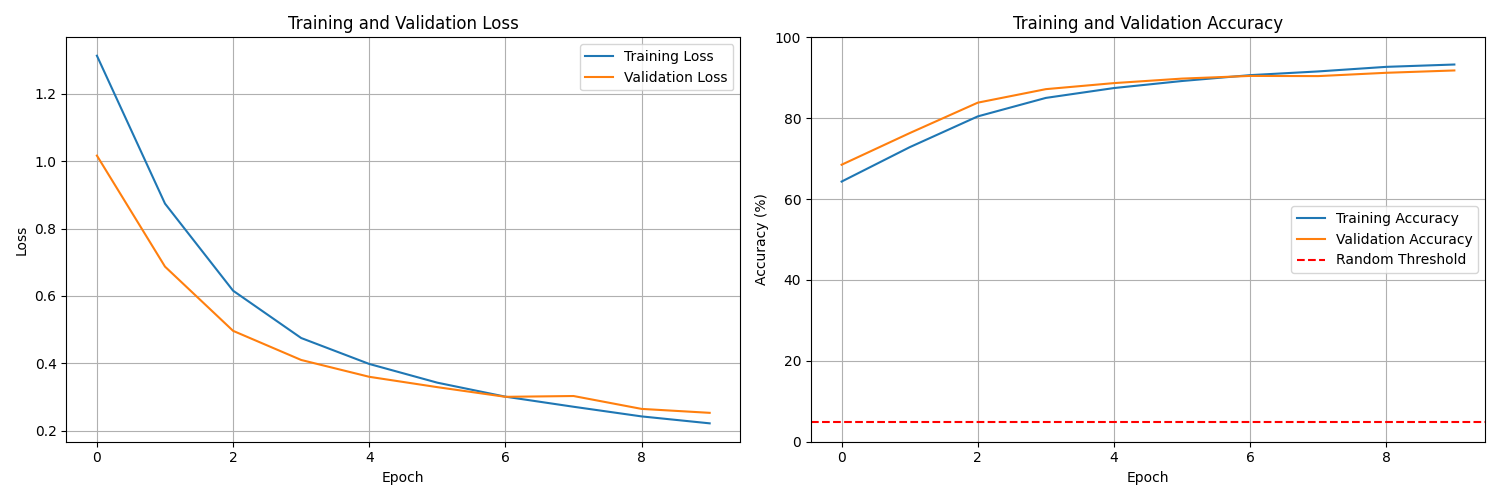 Training and Validation Loss
Training Loss
Validation Loss
1.2
1.0
0.8
0.6
0.4
0.2
Loss
0 2 4 6 8
Epoch
Training and Validation Accuracy
100
80
60
40
20
0
Accuracy (%)
Training Accuracy
Validation Accuracy
Random Threshold
0 2 4 6 8
Epoch